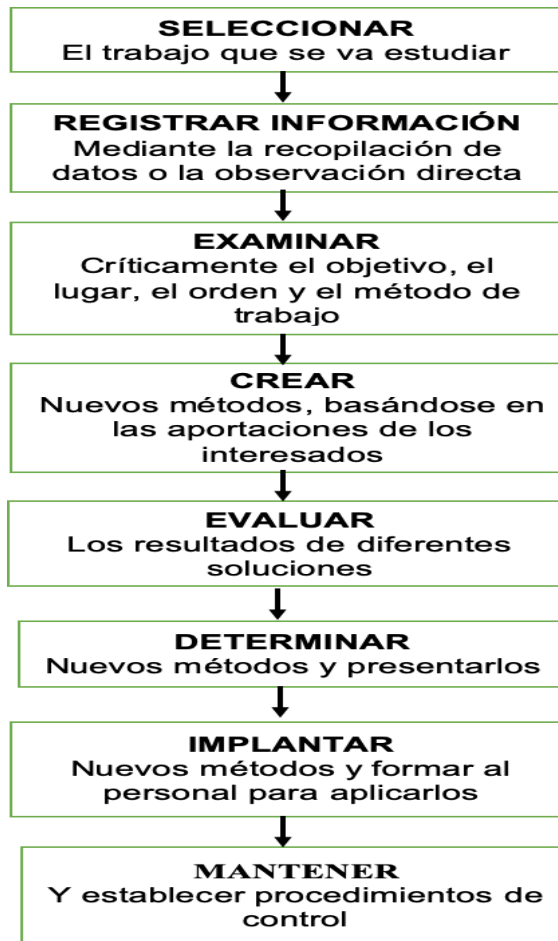 SELECCIONAR
El trabajo que se va estudiar
REGISTRAR INFORMACIÓN
Mediante la recopilación de
datos o la observación directa
EXAMINAR
Críticamente el objetivo, el
lugar, el orden y el método de
trabajo
CREAR
Nuevos métodos, basándose en
las aportaciones de los
interesados
EVALUAR
Los resultados de diferentes
soluciones
DETERMINAR
Nuevos métodos y presentarlos
IMPLANTAR
Nuevos métodos y formar al
personal para aplicarlos
MANTENER
Y establecer procedimientos de
control